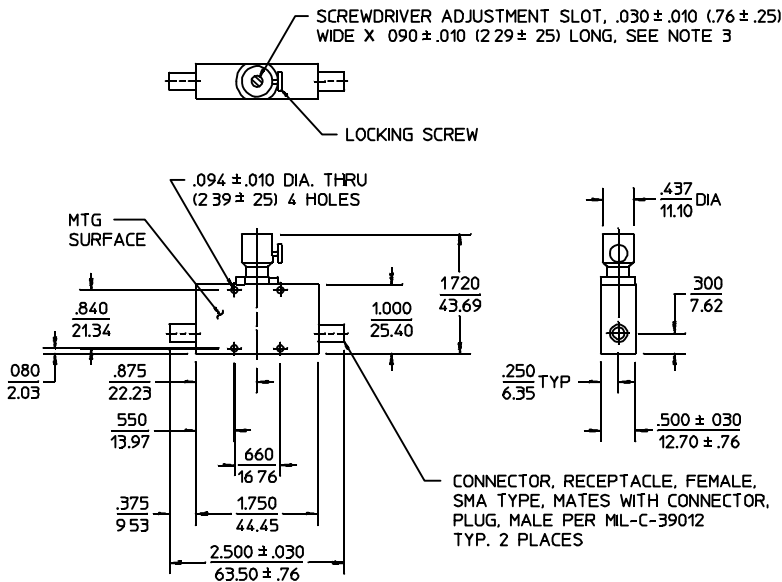 SCREWDRIVER ADJUSTMENT SLOT, .030 ± .010 (.76 ± .25)
WIDE X 090 ± .010 (2 29 ± 25) LONG, SEE NOTE 3
LOCKING SCREW
.094 ± .010 DIA. THRU
(2 39 ± 25) 4 HOLES
MTG
SURFACE
.437
11.10
DIA
1 720
43.69
.300
7.62
.840
21.34
1.000
25.40
080
2.03
.875
22.23
.250
6.35
TYP
550
13.97
.500 ± 030
12.70 ± .76
660
16 76
.375
9 53
1.750
44.45
CONNECTOR, RECEPTACLE, FEMALE,
SMA TYPE, MATES WITH CONNECTOR,
PLUG, MALE PER MIL-C-39012
TYP. 2 PLACES
2.500 ± .030
63.50 ± .76